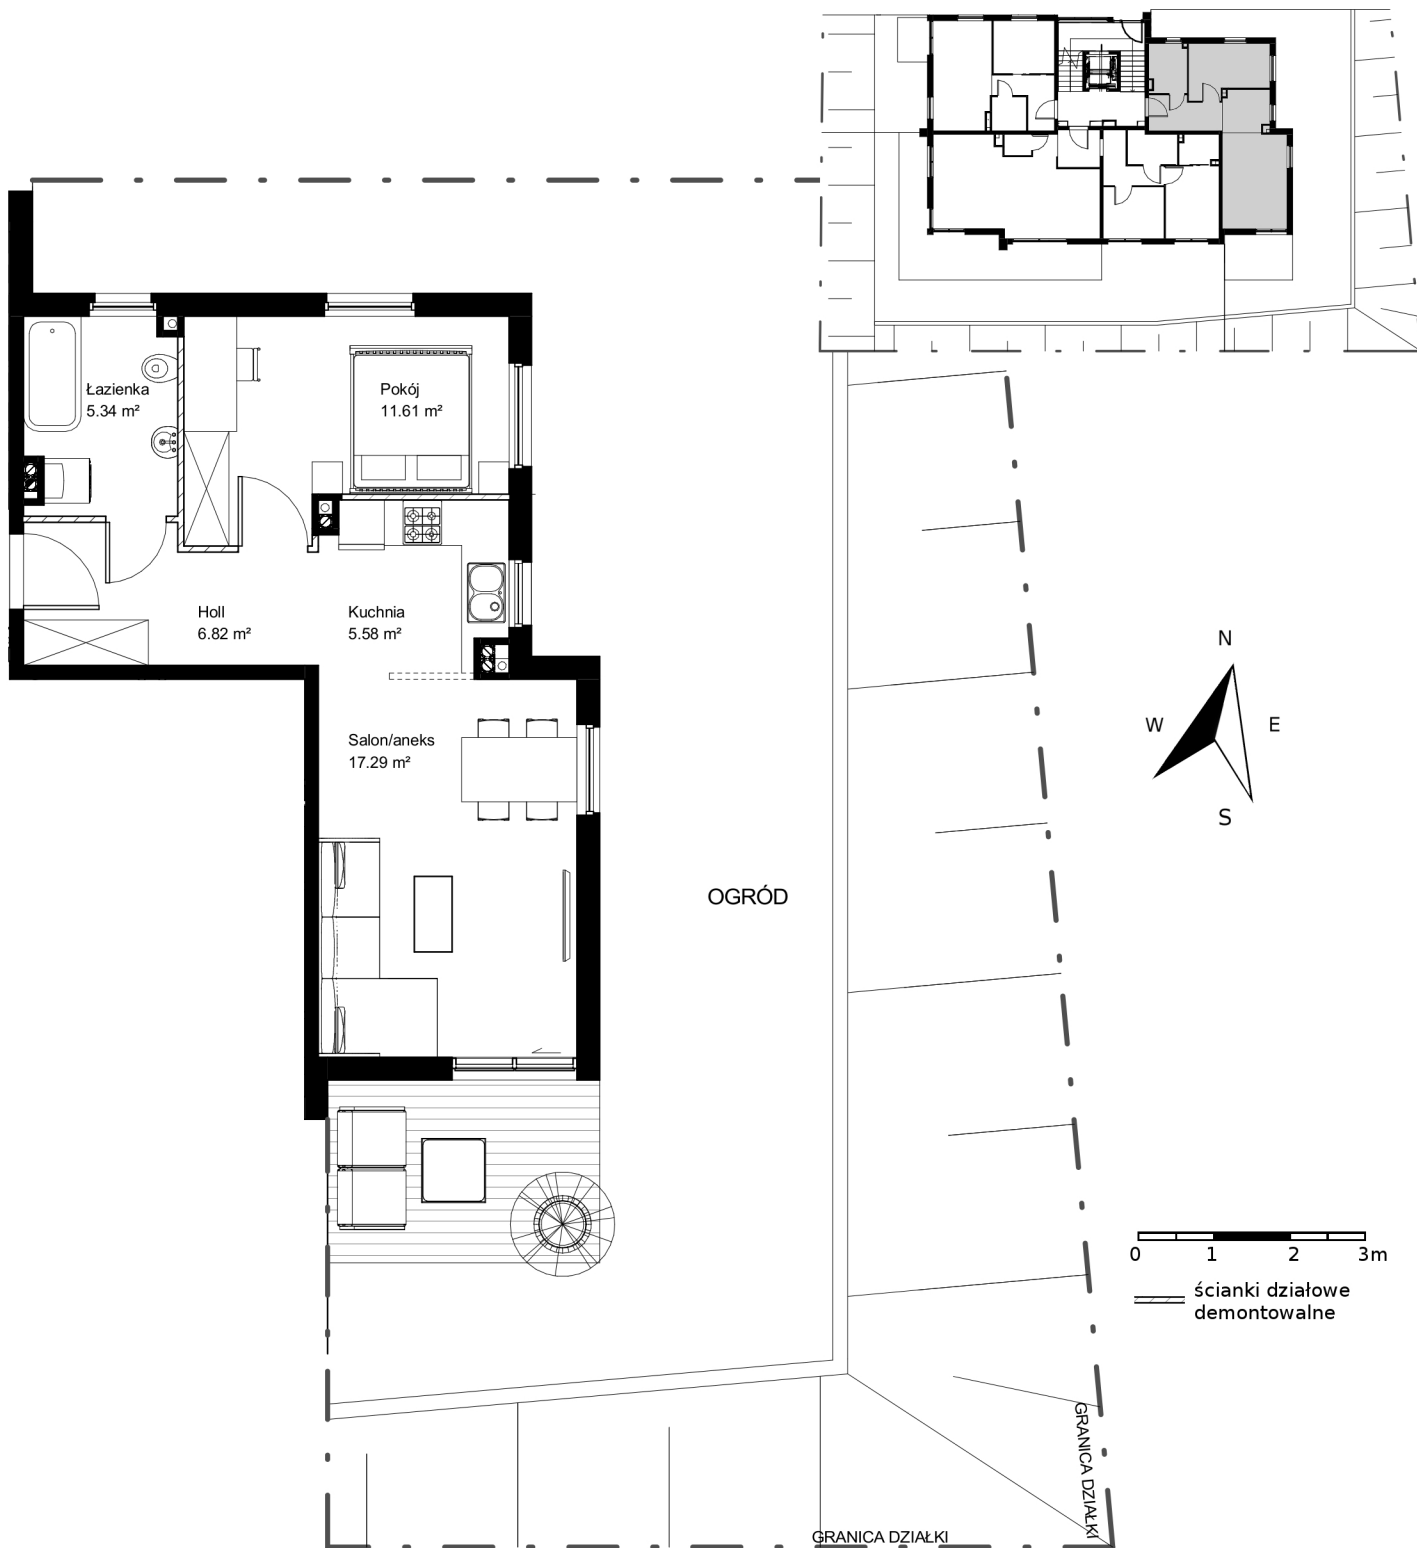 Łazienka
5.34 m²
Pokój
11.61 m²
Holl
6.82 m²
Kuchnia
5.58 m²
Salon/aneks
17.29 m²
OGRÓD
N
W E
S
0 1 2 3m
ścianki działowe
demontowalne
GRANICA DZIAŁKI
GRANICA DZIAŁKI